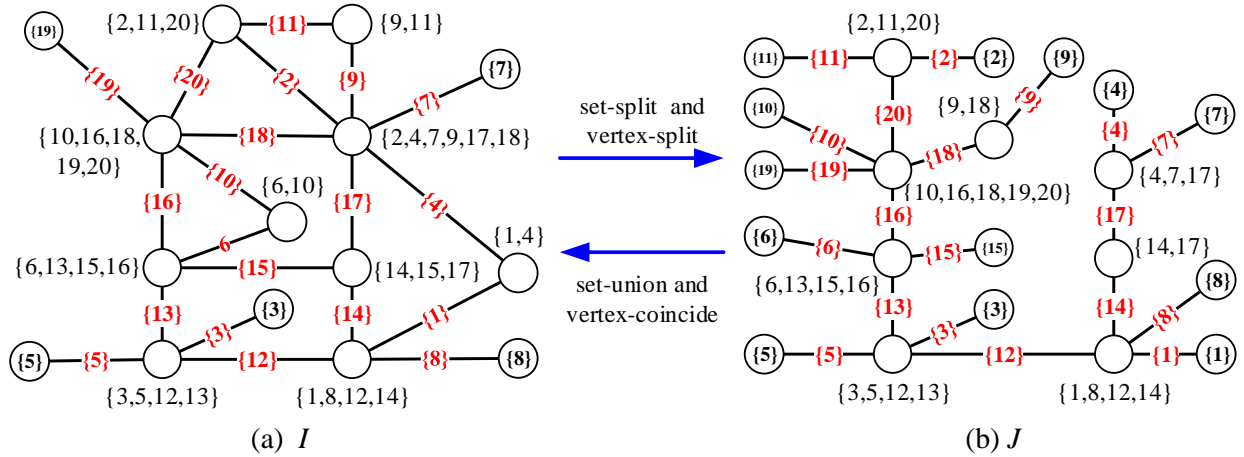 {2,11,20} {11} {9,11}
{19}
{19} {20} {2} {9} {7}
{7}
{10,16,18,
19,20}
{18} {2,4,7,9,17,18}
{10} {6,10}
{16} {17} {4}
6 {1,4}
{6,13,15,16} {15} {14,15,17}
{13} {3} {3} {14} {1}
{5} {5} {12} {8} {8}
{3,5,12,13} {1,8,12,14}
(a) I
set-split and
vertex-split
set-union and
vertex-coincide
{2,11,20}
{11} {11} {2} {2} {9}
{9} {4}
{10} {20} {9,18} {4} {7} {7}
{10}
{19} {19} {18} {4,7,17}
{10,16,18,19,20}
{16} {17}
{6} {6} {15} {15} {14,17}
{6,13,15,16}
{13} {3} {3} {14} {8} {8}
{5} {5} {12} {1} {1}
{3,5,12,13} {1,8,12,14}
(b) J